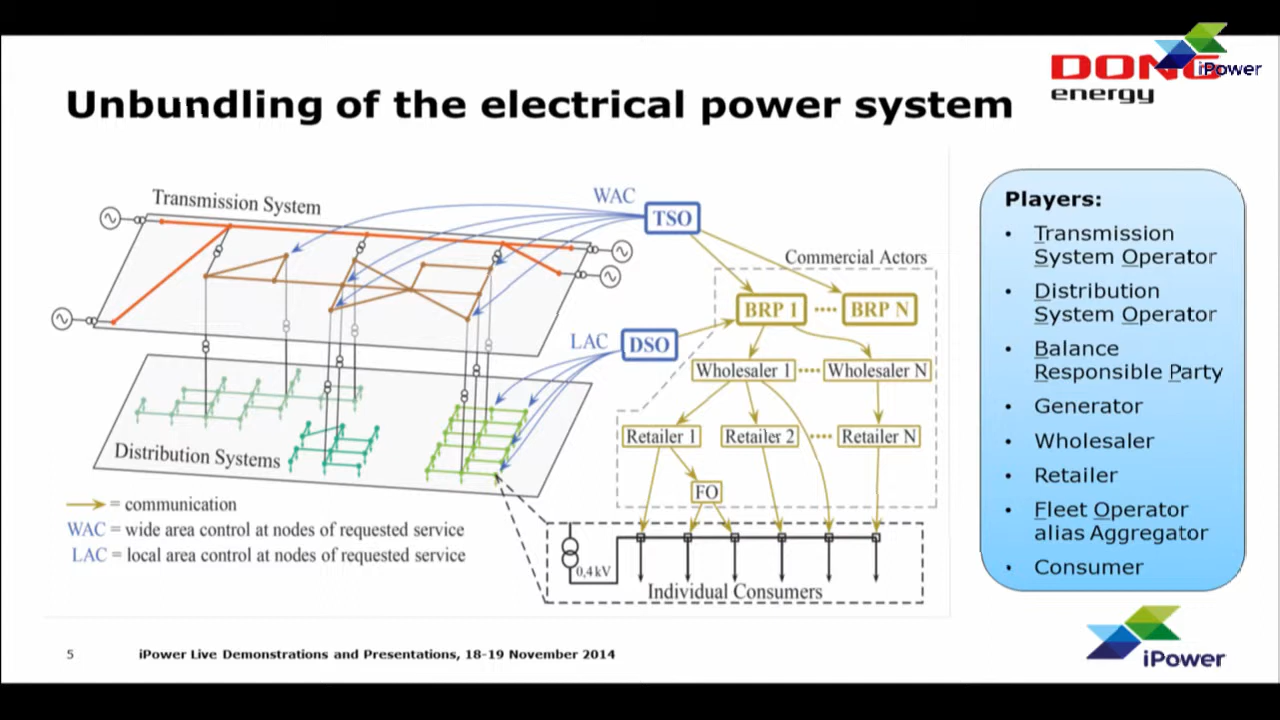 Unbundling of the electrical power system
DONG
energy
iPower
Transmission System
WAC
TSO
Commercial Actors
BRP 1
BRP N
LAC
DSO
Wholesaler 1
Wholesaler N
Retailer 1
Retailer 2
Retailer N
FO
Distribution Systems
= communication
WAC = wide area control at nodes of requested service
LAC = local area control at nodes of requested service
0,4 kV
Individual Consumers
Players:
• Transmission
System Operator
• Distribution
System Operator
• Balance
Responsible Party
• Generator
• Wholesaler
• Retailer
• Fleet Operator
alias Aggregator
• Consumer
5
iPower Live Demonstrations and Presentations, 18-19 November 2014
iPower